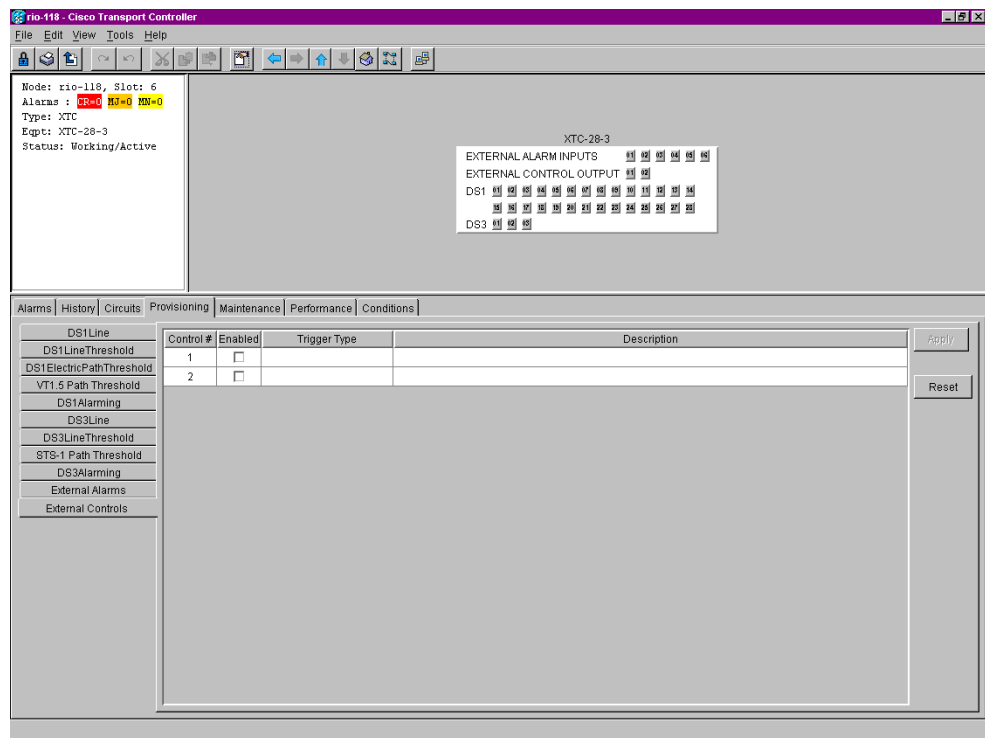 rio-118 - Cisco Transport Controller
File Edit View Tools Help
Node: rio-118, Slot: 6
Alarms : CR=0 MJ=0 MN=0
Type: XTC
Eqpt: XTC-28-3
Status: Working/Active
XTC-28-3
EXTERNAL ALARM INPUTS 01 02 03 04 05 06
EXTERNAL CONTROL OUTPUT 01 02
DS1 01 02 03 04 05 06 07 08 09 10 11 12 13 14
15 16 17 18 19 20 21 22 23 24 25 26 27 28
DS3 01 02 03
Alarms History Circuits Provisioning Maintenance Performance Conditions
DS1Line
DS1LineThreshold
DS1ElectricPathThreshold
VT1.5 Path Threshold
DS1Alarming
DS3Line
DS3LineThreshold
STS-1 Path Threshold
DS3Alarming
External Alarms
External Controls
Control # Enabled Trigger Type Description
1
2
Apply
Reset